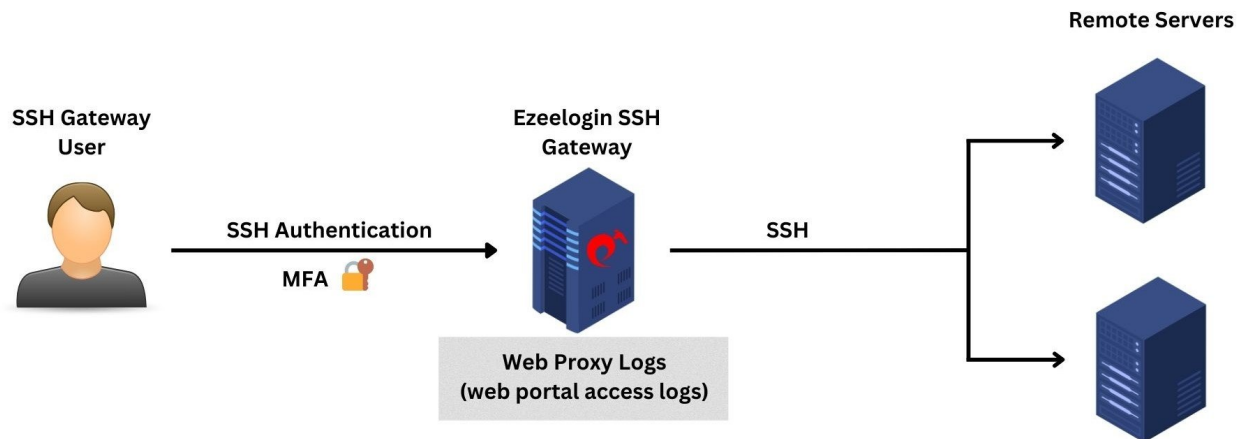 Remote Servers
SSH Gateway
User
Ezeelogin SSH
Gateway
SSH Authentication
MFA
SSH
Web Proxy Logs
(web portal access logs)